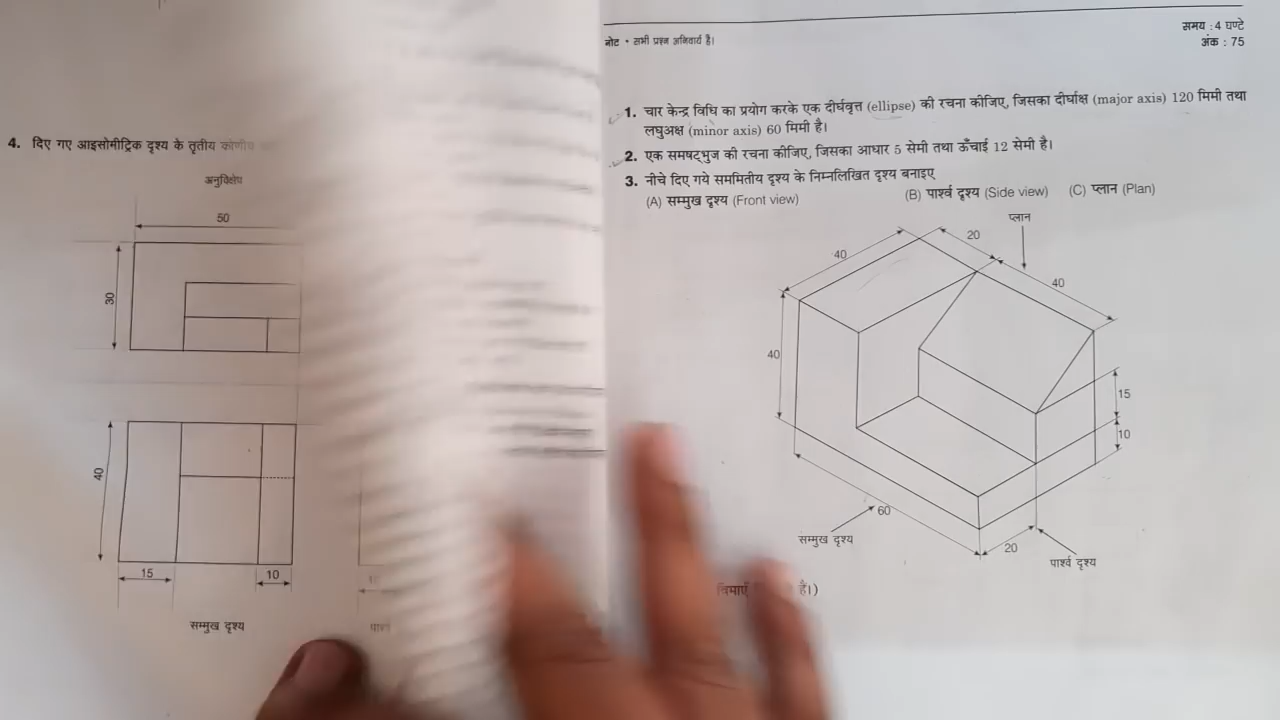 4. दिए गए आइसोमीट्रिक दृश्य के तृतीय कोणीय
अनुविक्षेप
50
30
40
15
10
सम्मुख दृश्य
समय : 4 घण्टे
नोट • सभी प्रश्न अनिवार्य है।
अंक : 75
1. चार केन्द्र विधि का प्रयोग करके एक दीर्घवृत्त (ellipse) की रचना कीजिए, जिसका दीर्घाक्ष (major axis) 120 मिमी तथा
लघुअक्ष (minor axis) 60 मिमी है।
2. एक समषट्भुज की रचना कीजिए, जिसका आधार 5 सेमी तथा ऊँचाई 12 सेमी है।
3. नीचे दिए गये सममितीय दृश्य के निम्नलिखित दृश्य बनाइए
(A) सम्मुख दृश्य (Front view) (B) पार्श्व दृश्य (Side view) (C) प्लान (Plan)
प्लान
40
20
40
40
15
10
60
सम्मुख दृश्य
20
पार्श्व दृश्य
है।)